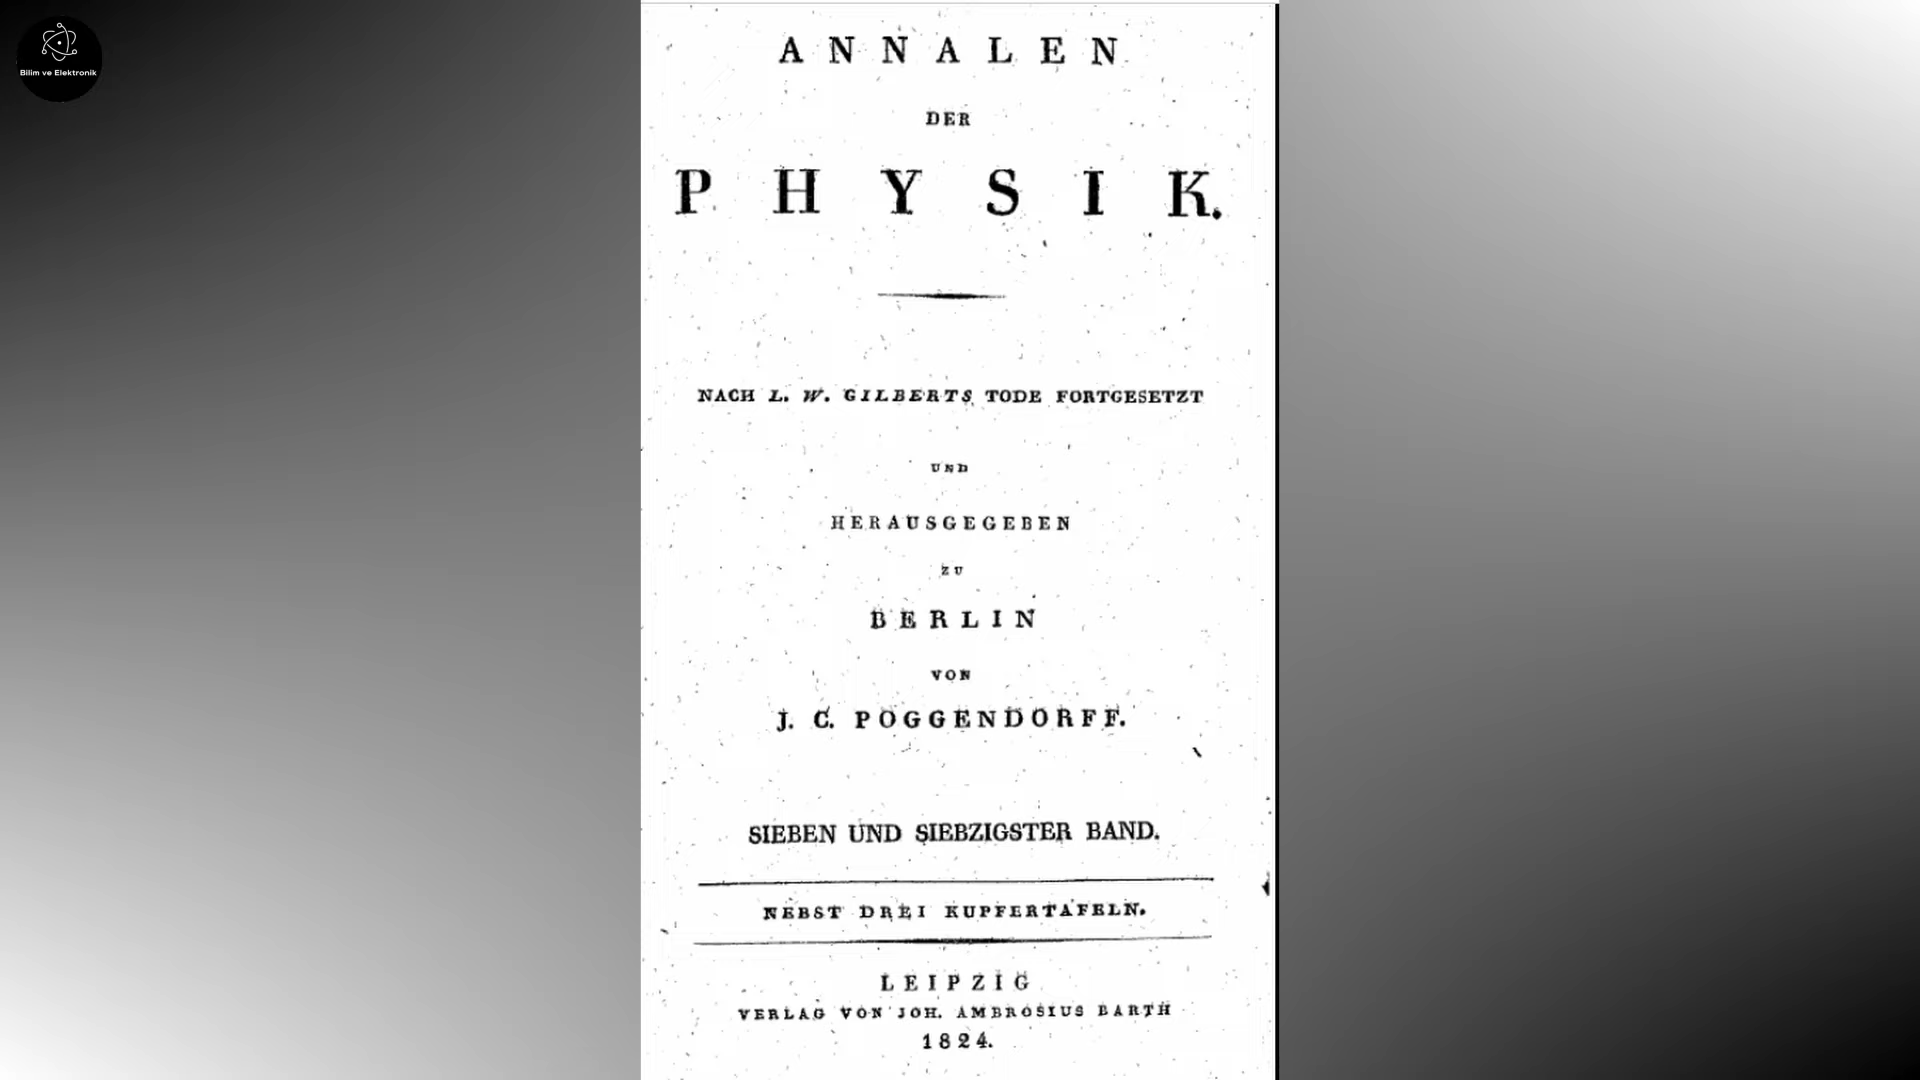 Bilim ve Elektronik
ANNALEN
DER
PHYSIK.
NACH L. W. GILBERTS TODE FORTGESETZT
UND
HERAUSGEGEBEN
ZU
BERLIN
VON
J. C. POGGENDORFF.
SIEBEN UND SIEBZIGSTER BAND.
NEBST DREI KUPFERTAFELN.
LEIPZIG
VERLAG VON JOH. AMBROSIUS BARTH
1824.